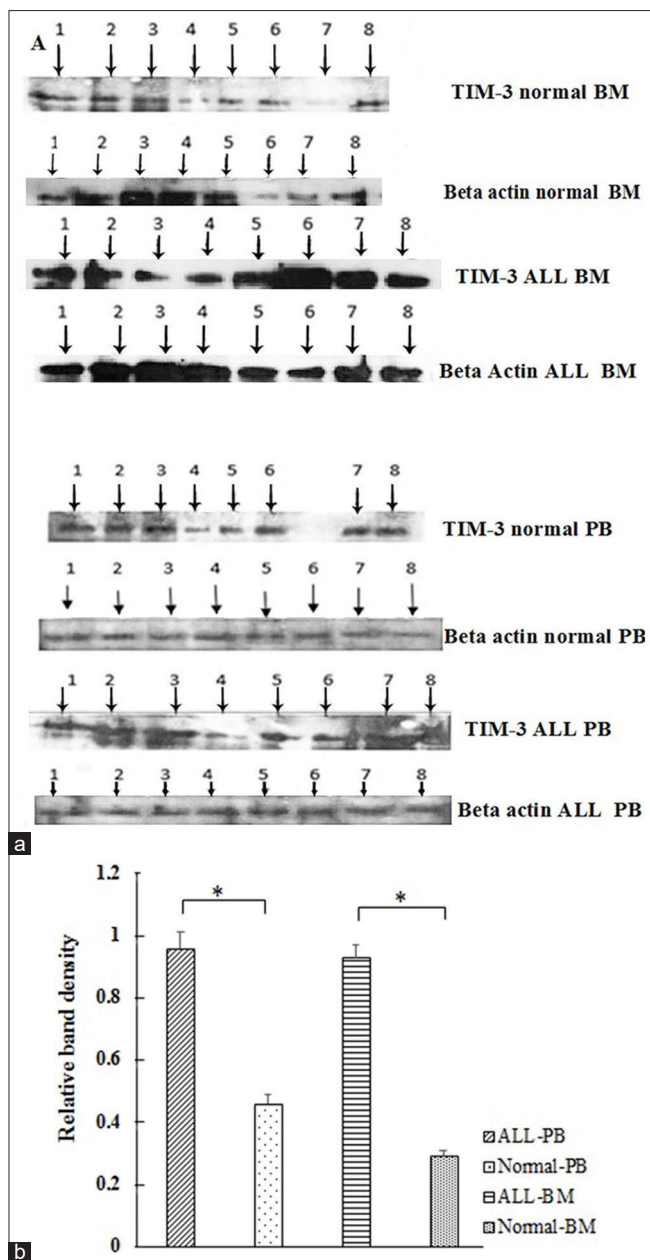 A
1 2 3 4 5 6 7 8
TIM-3 normal BM
1 2 3 4 5 6 7 8
Beta actin normal BM
1 2 3 4 5 6 7 8
TIM-3 ALL BM
1 2 3 4 5 6 7 8
Beta Actin ALL BM
1 2 3 4 5 6 7 8
TIM-3 normal PB
1 2 3 4 5 6 7 8
Beta actin normal PB
1 2 3 4 5 6 7 8
TIM-3 ALL PB
1 2 3 4 5 6 7 8
Beta actin ALL PB
a
1.2
1
0.8
0.6
0.4
0.2
0
Relative band density
*
*
ALL-PB
Normal-PB
ALL-BM
Normal-BM
b